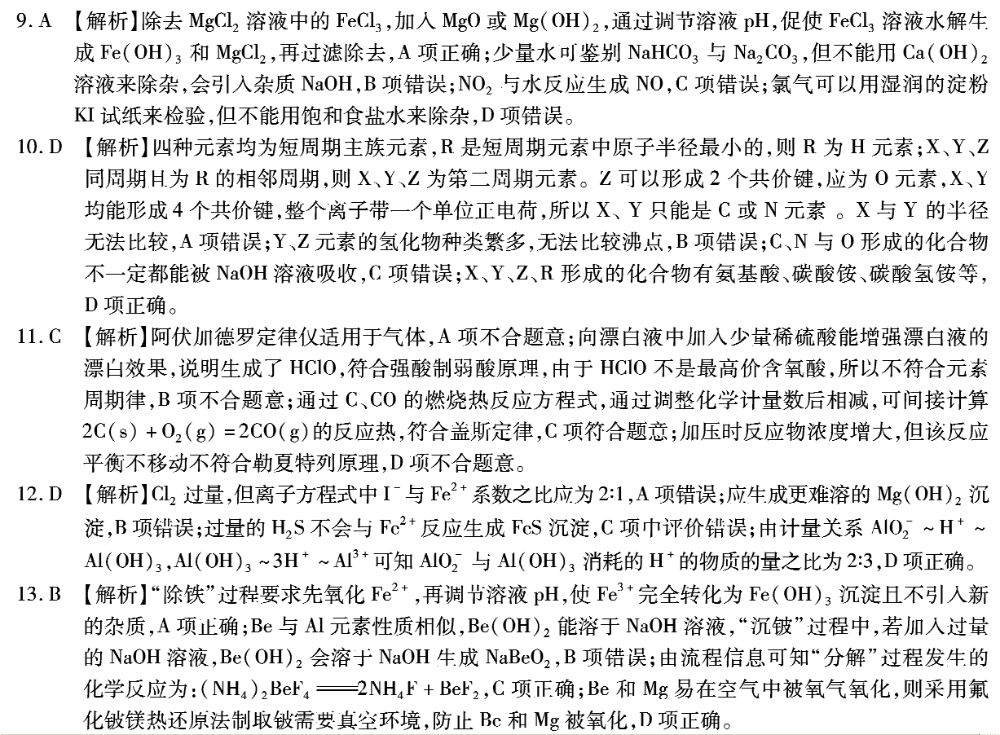 9. A 【解析】除去 MgCl₂ 溶液中的 FeCl₃,加入 MgO 或 Mg(OH)₂,通过调节溶液 pH,促使 FeCl₃ 溶液水解生
成 Fe(OH)₃ 和 MgCl₂,再过滤除去,A 项正确;少量水可鉴别 NaHCO₃ 与 Na₂CO₃,但不能用 Ca(OH)₂
溶液来除杂,会引入杂质 NaOH,B 项错误;NO₂ 与水反应生成 NO,C 项错误;氯气可以用湿润的淀粉
KI 试纸来检验,但不能用饱和食盐水来除杂,D 项错误。
10. D 【解析】四种元素均为短周期主族元素,R 是短周期元素中原子半径最小的,则 R 为 H 元素;X、Y、Z
同周期且为 R 的相邻周期,则 X、Y、Z 为第二周期元素。Z 可以形成 2 个共价键,应为 O 元素,X、Y
均能形成 4 个共价键,整个离子带一个单位正电荷,所以 X、Y 只能是 C 或 N 元素 。X 与 Y 的半径
无法比较,A 项错误;Y、Z 元素的氢化物种类繁多,无法比较沸点,B 项错误;C、N 与 O 形成的化合物
不一定都能被 NaOH 溶液吸收,C 项错误;X、Y、Z、R 形成的化合物有氨基酸、碳酸铵、碳酸氢铵等,
D 项正确。
11. C 【解析】阿伏加德罗定律仅适用于气体,A 项不合题意;向漂白液中加入少量稀硫酸能增强漂白液的
漂白效果,说明生成了 HClO,符合强酸制弱酸原理,由于 HClO 不是最高价含氧酸,所以不符合元素
周期律,B 项不合题意;通过 C、CO 的燃烧热反应方程式,通过调整化学计量数后相减,可间接计算
2C(s) + O₂(g) = 2CO(g)的反应热,符合盖斯定律,C 项符合题意;加压时反应物浓度增大,但该反应
平衡不移动不符合勒夏特列原理,D 项不合题意。
12. D 【解析】Cl₂ 过量,但离子方程式中 I⁻ 与 Fe²⁺ 系数之比应为 2:1,A 项错误;应生成更难溶的 Mg(OH)₂ 沉
淀,B 项错误;过量的 H₂S 不会与 Fe²⁺ 反应生成 FeS 沉淀,C 项中评价错误;由计量关系 AlO₂⁻ ~ H⁺ ~
Al(OH)₃,Al(OH)₃ ~ 3H⁺ ~ Al³⁺ 可知 AlO₂⁻ 与 Al(OH)₃ 消耗的 H⁺ 的物质的量之比为 2:3,D 项正确。
13. B 【解析】“除铁”过程要求先氧化 Fe²⁺,再调节溶液 pH,使 Fe³⁺ 完全转化为 Fe(OH)₃ 沉淀且不引入新
的杂质,A 项正确;Be 与 Al 元素性质相似,Be(OH)₂ 能溶于 NaOH 溶液,“沉铍”过程中,若加入过量
的 NaOH 溶液,Be(OH)₂ 会溶于 NaOH 生成 NaBeO₂,B 项错误;由流程信息可知“分解”过程发生的
化学反应为:(NH₄)₂BeF₄ ══ 2NH₄F + BeF₂,C 项正确;Be 和 Mg 易在空气中被氧气氧化,则采用氟
化铍镁热还原法制取铍需要真空环境,防止 Be 和 Mg 被氧化,D 项正确。